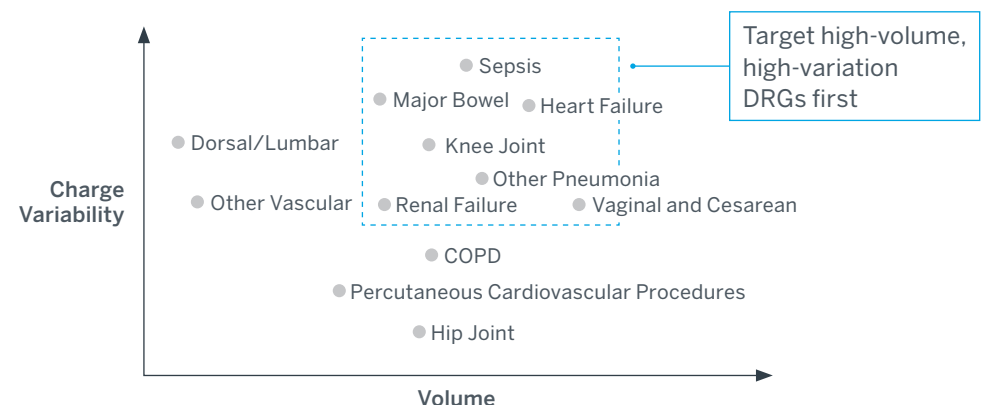 Target high-volume,
high-variation
DRGs first
Sepsis
Major Bowel
Heart Failure
Dorsal/Lumbar
Knee Joint
Other Pneumonia
Charge
Variability
Other Vascular
Renal Failure
Vaginal and Cesarean
COPD
Percutaneous Cardiovascular Procedures
Hip Joint
Volume